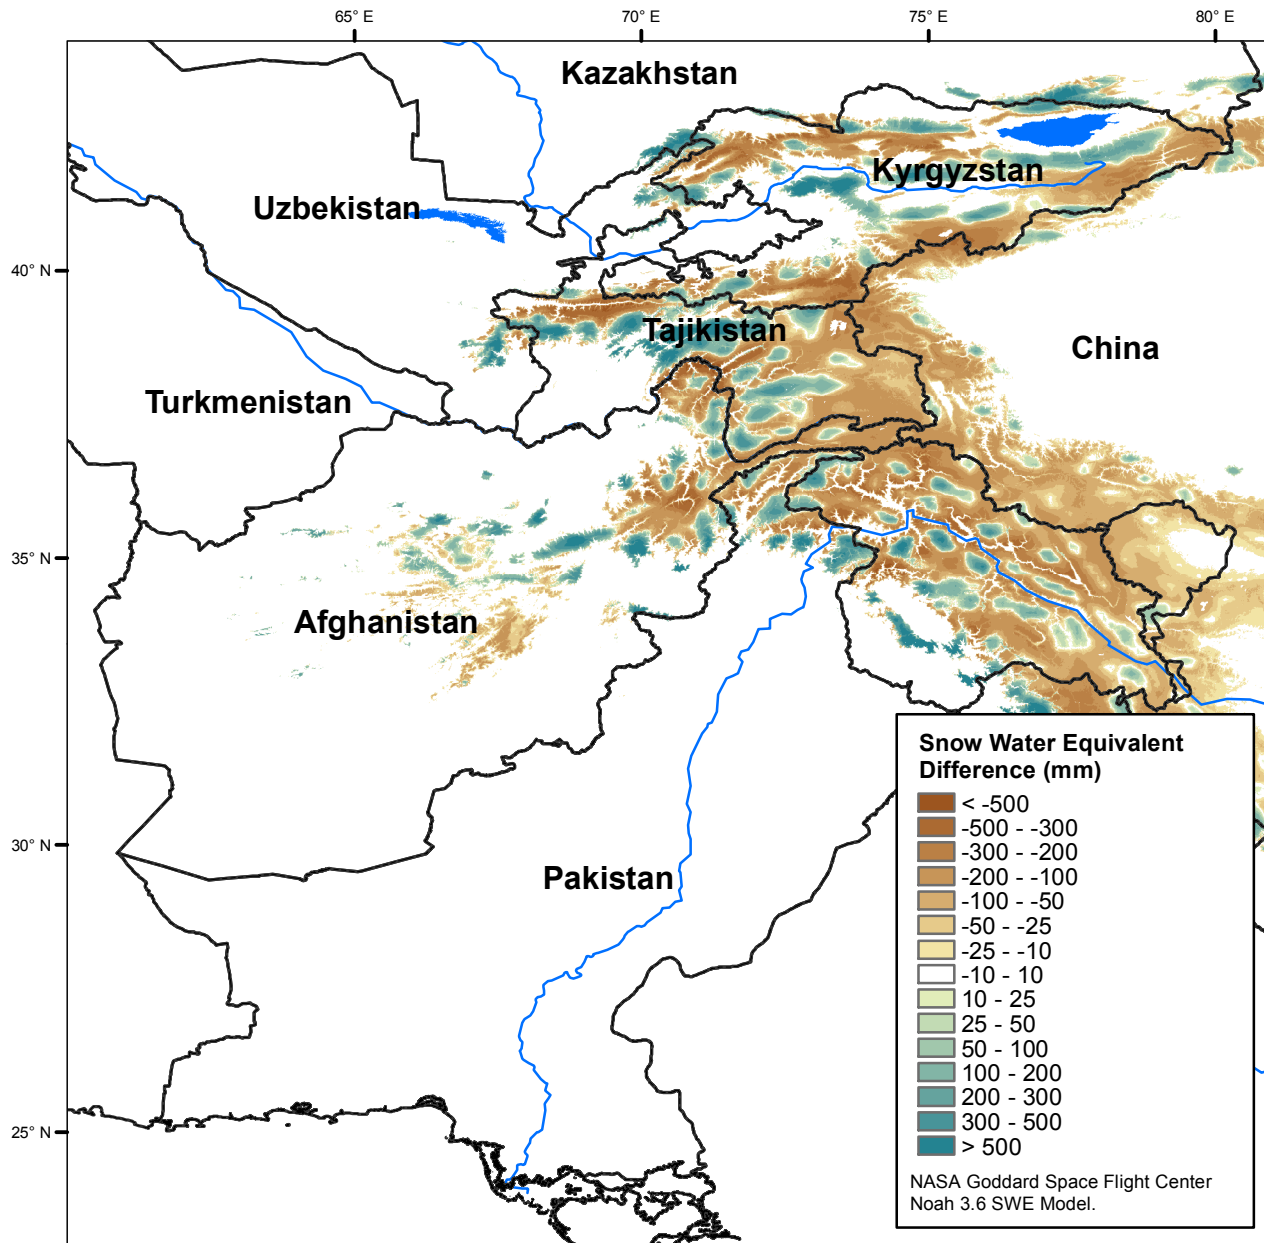 65° E 70° E 75° E 80° E
Kazakhstan
Kyrgyzstan
Uzbekistan
40° N
Tajikistan
China
Turkmenistan
35° N
Afghanistan
Snow Water Equivalent
Difference (mm)
< -500
-500 - -300
-300 - -200
-200 - -100
-100 - -50
-50 - -25
-25 - -10
-10 - 10
10 - 25
25 - 50
50 - 100
100 - 200
200 - 300
300 - 500
> 500
NASA Goddard Space Flight Center
Noah 3.6 SWE Model.
30° N
Pakistan
25° N